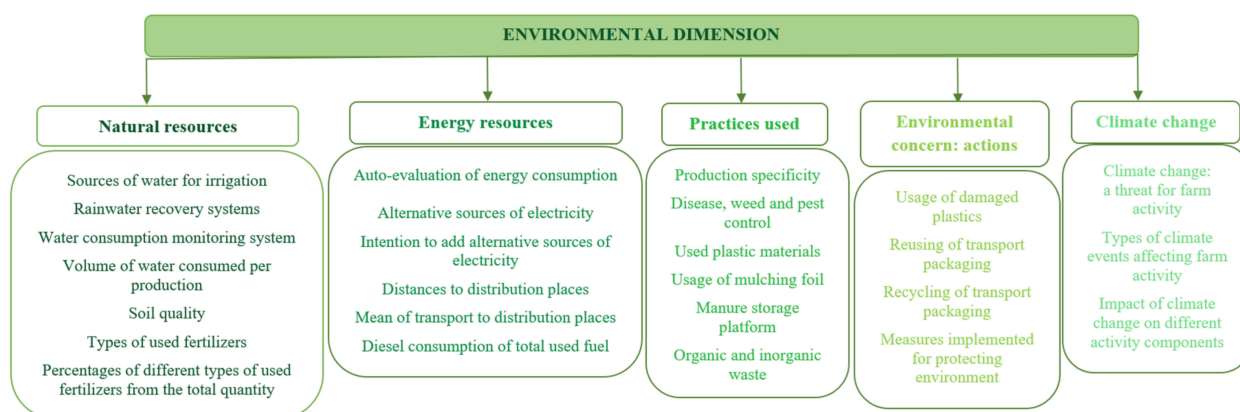 ENVIRONMENTAL DIMENSION
Natural resources
Sources of water for irrigation
Rainwater recovery systems
Water consumption monitoring system
Volume of water consumed per
production
Soil quality
Types of used fertilizers
Percentages of different types of used
fertilizers from the total quantity
Energy resources
Auto-evaluation of energy consumption
Alternative sources of electricity
Intention to add alternative sources of
electricity
Distances to distribution places
Mean of transport to distribution places
Diesel consumption of total used fuel
Practices used
Production specificity
Disease, weed and pest
control
Used plastic materials
Usage of mulching foil
Manure storage
platform
Organic and inorganic
waste
Environmental
concern: actions
Usage of damaged
plastics
Reusing of transport
packaging
Recycling of transport
packaging
Measures implemented
for protecting
environment
Climate change
Climate change:
a threat for farm
activity
Types of climate
events affecting farm
activity
Impact of climate
change on different
activity components